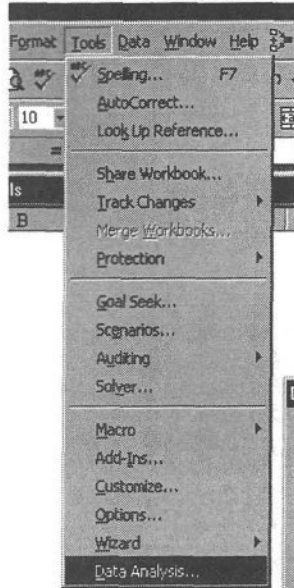 Format Tools Data Window Help
Spelling... F7
10
AutoCorrect...
Look Up Reference...
=
Share Workbook...
ls
Track Changes
B
Merge Workbooks...
Protection
Goal Seek...
Scenarios...
Auditing
Solver...
Macro
Add-Ins...
Customize...
Options...
Wizard
Data Analysis...